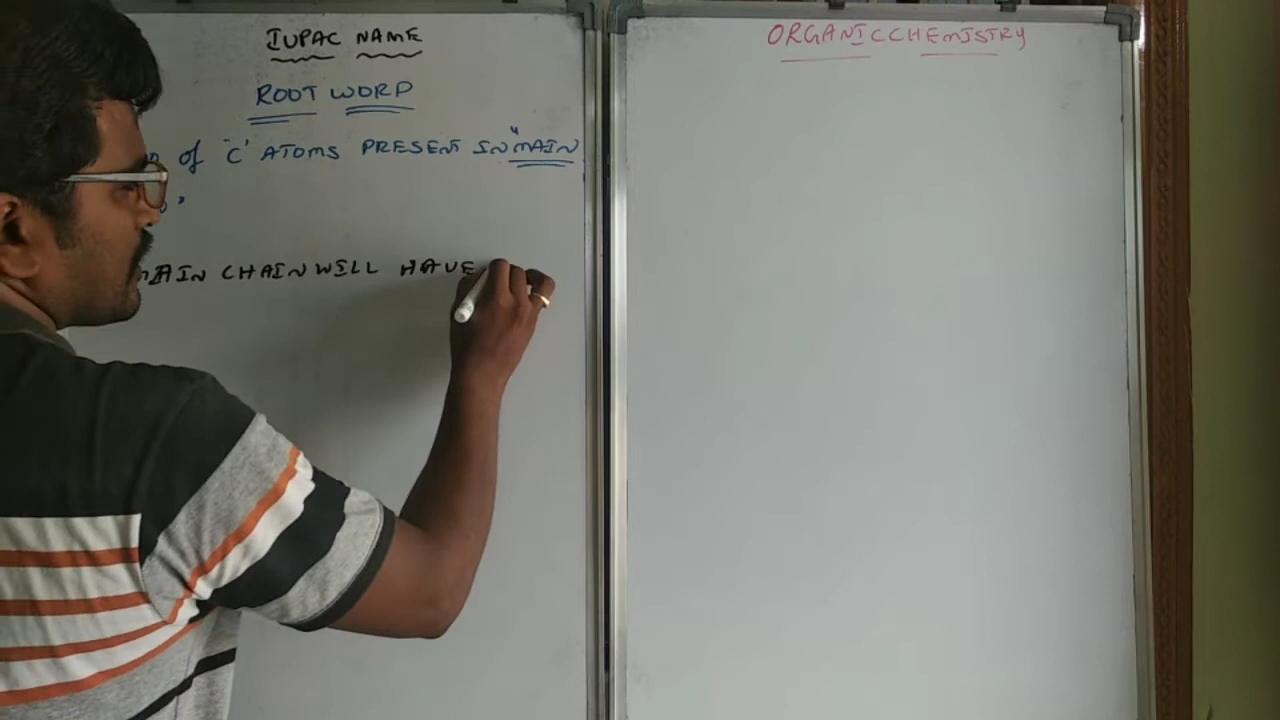 IUPAC NAME
ROOT WORD
of 'C' ATOMS PRESENT IN "MAIN
MAIN CHAIN WILL HAVE
ORGANIC CHEMISTRY